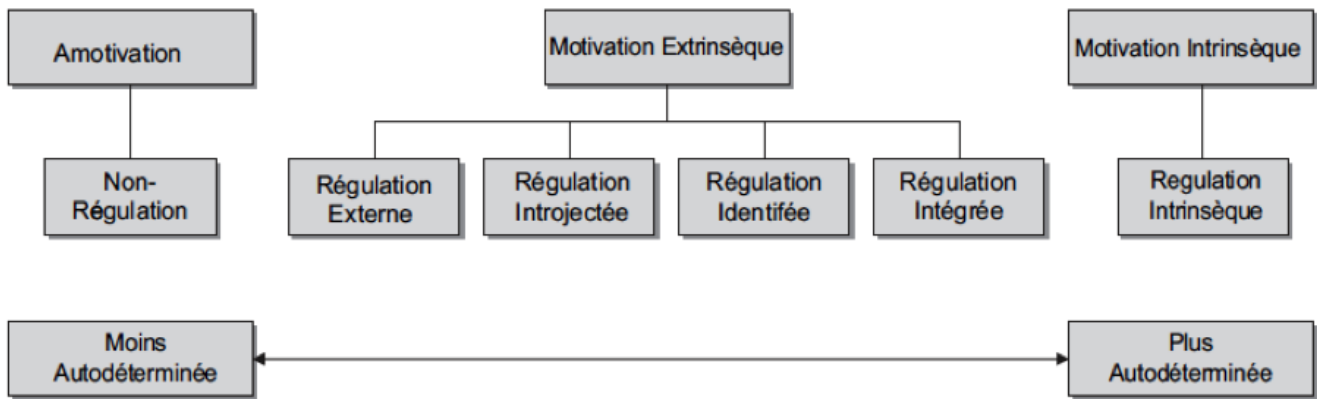 Amotivation
Motivation Extrinsèque
Motivation Intrinsèque
Non-
Régulation
Régulation
Externe
Régulation
Introjectée
Régulation
Identifée
Régulation
Intégrée
Regulation
Intrinsèque
Moins
Autodéterminée
Plus
Autodéterminée